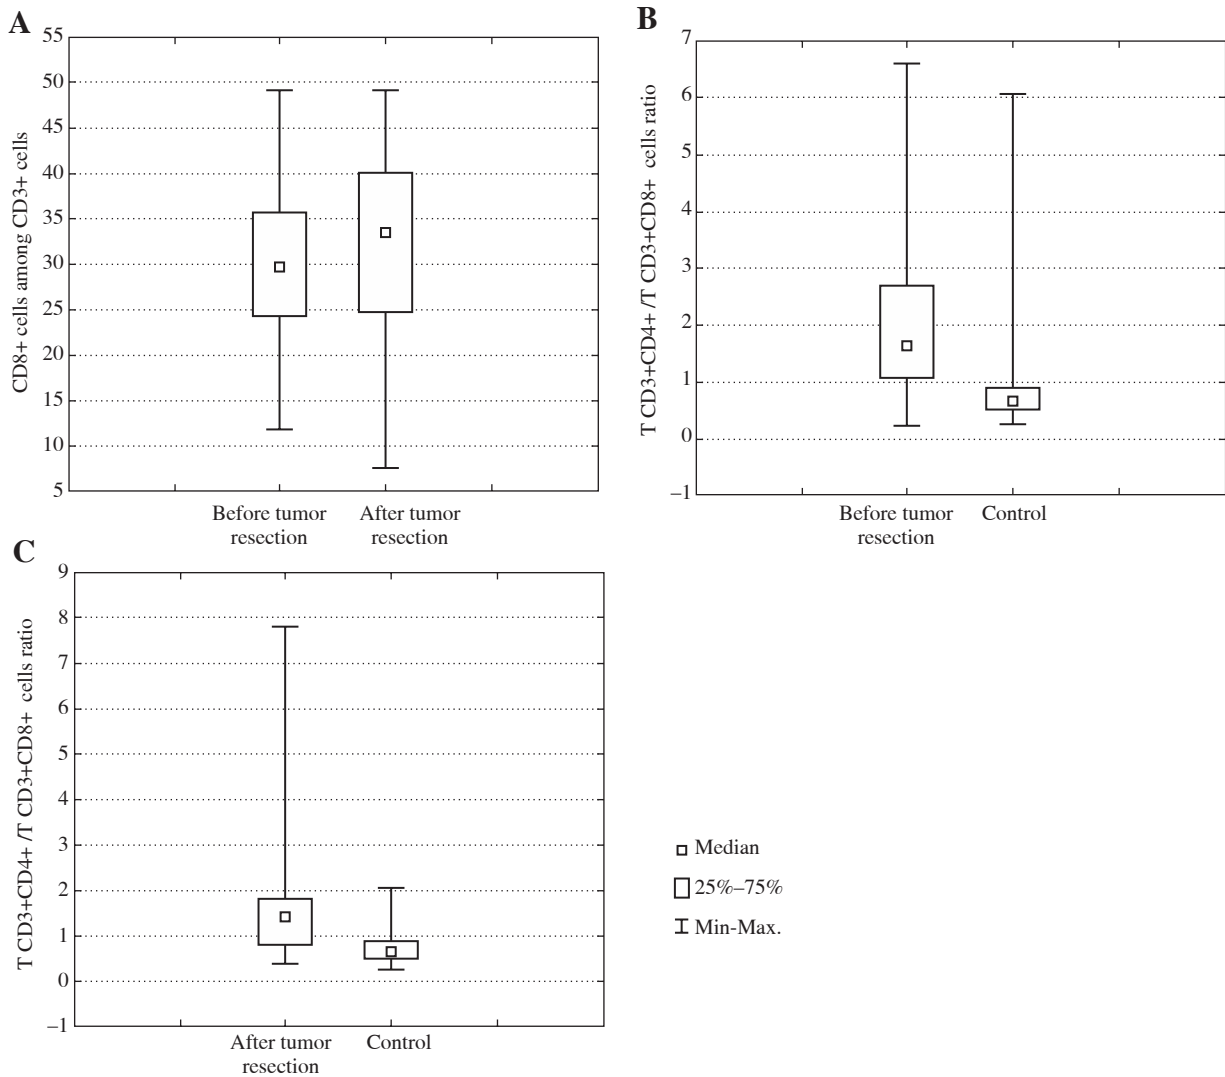 A
CD8+ cells among CD3+ cells
55
50
45
40
35
30
25
20
15
10
5
Before tumor
resection
After tumor
resection
B
T CD3+CD4+ /T CD3+CD8+ cells ratio
7
6
5
4
3
2
1
0
–1
Before tumor
resection
Control
C
T CD3+CD4+ /T CD3+CD8+ cells ratio
9
8
7
6
5
4
3
2
1
0
–1
After tumor
resection
Control
Median
25%–75%
Min-Max.